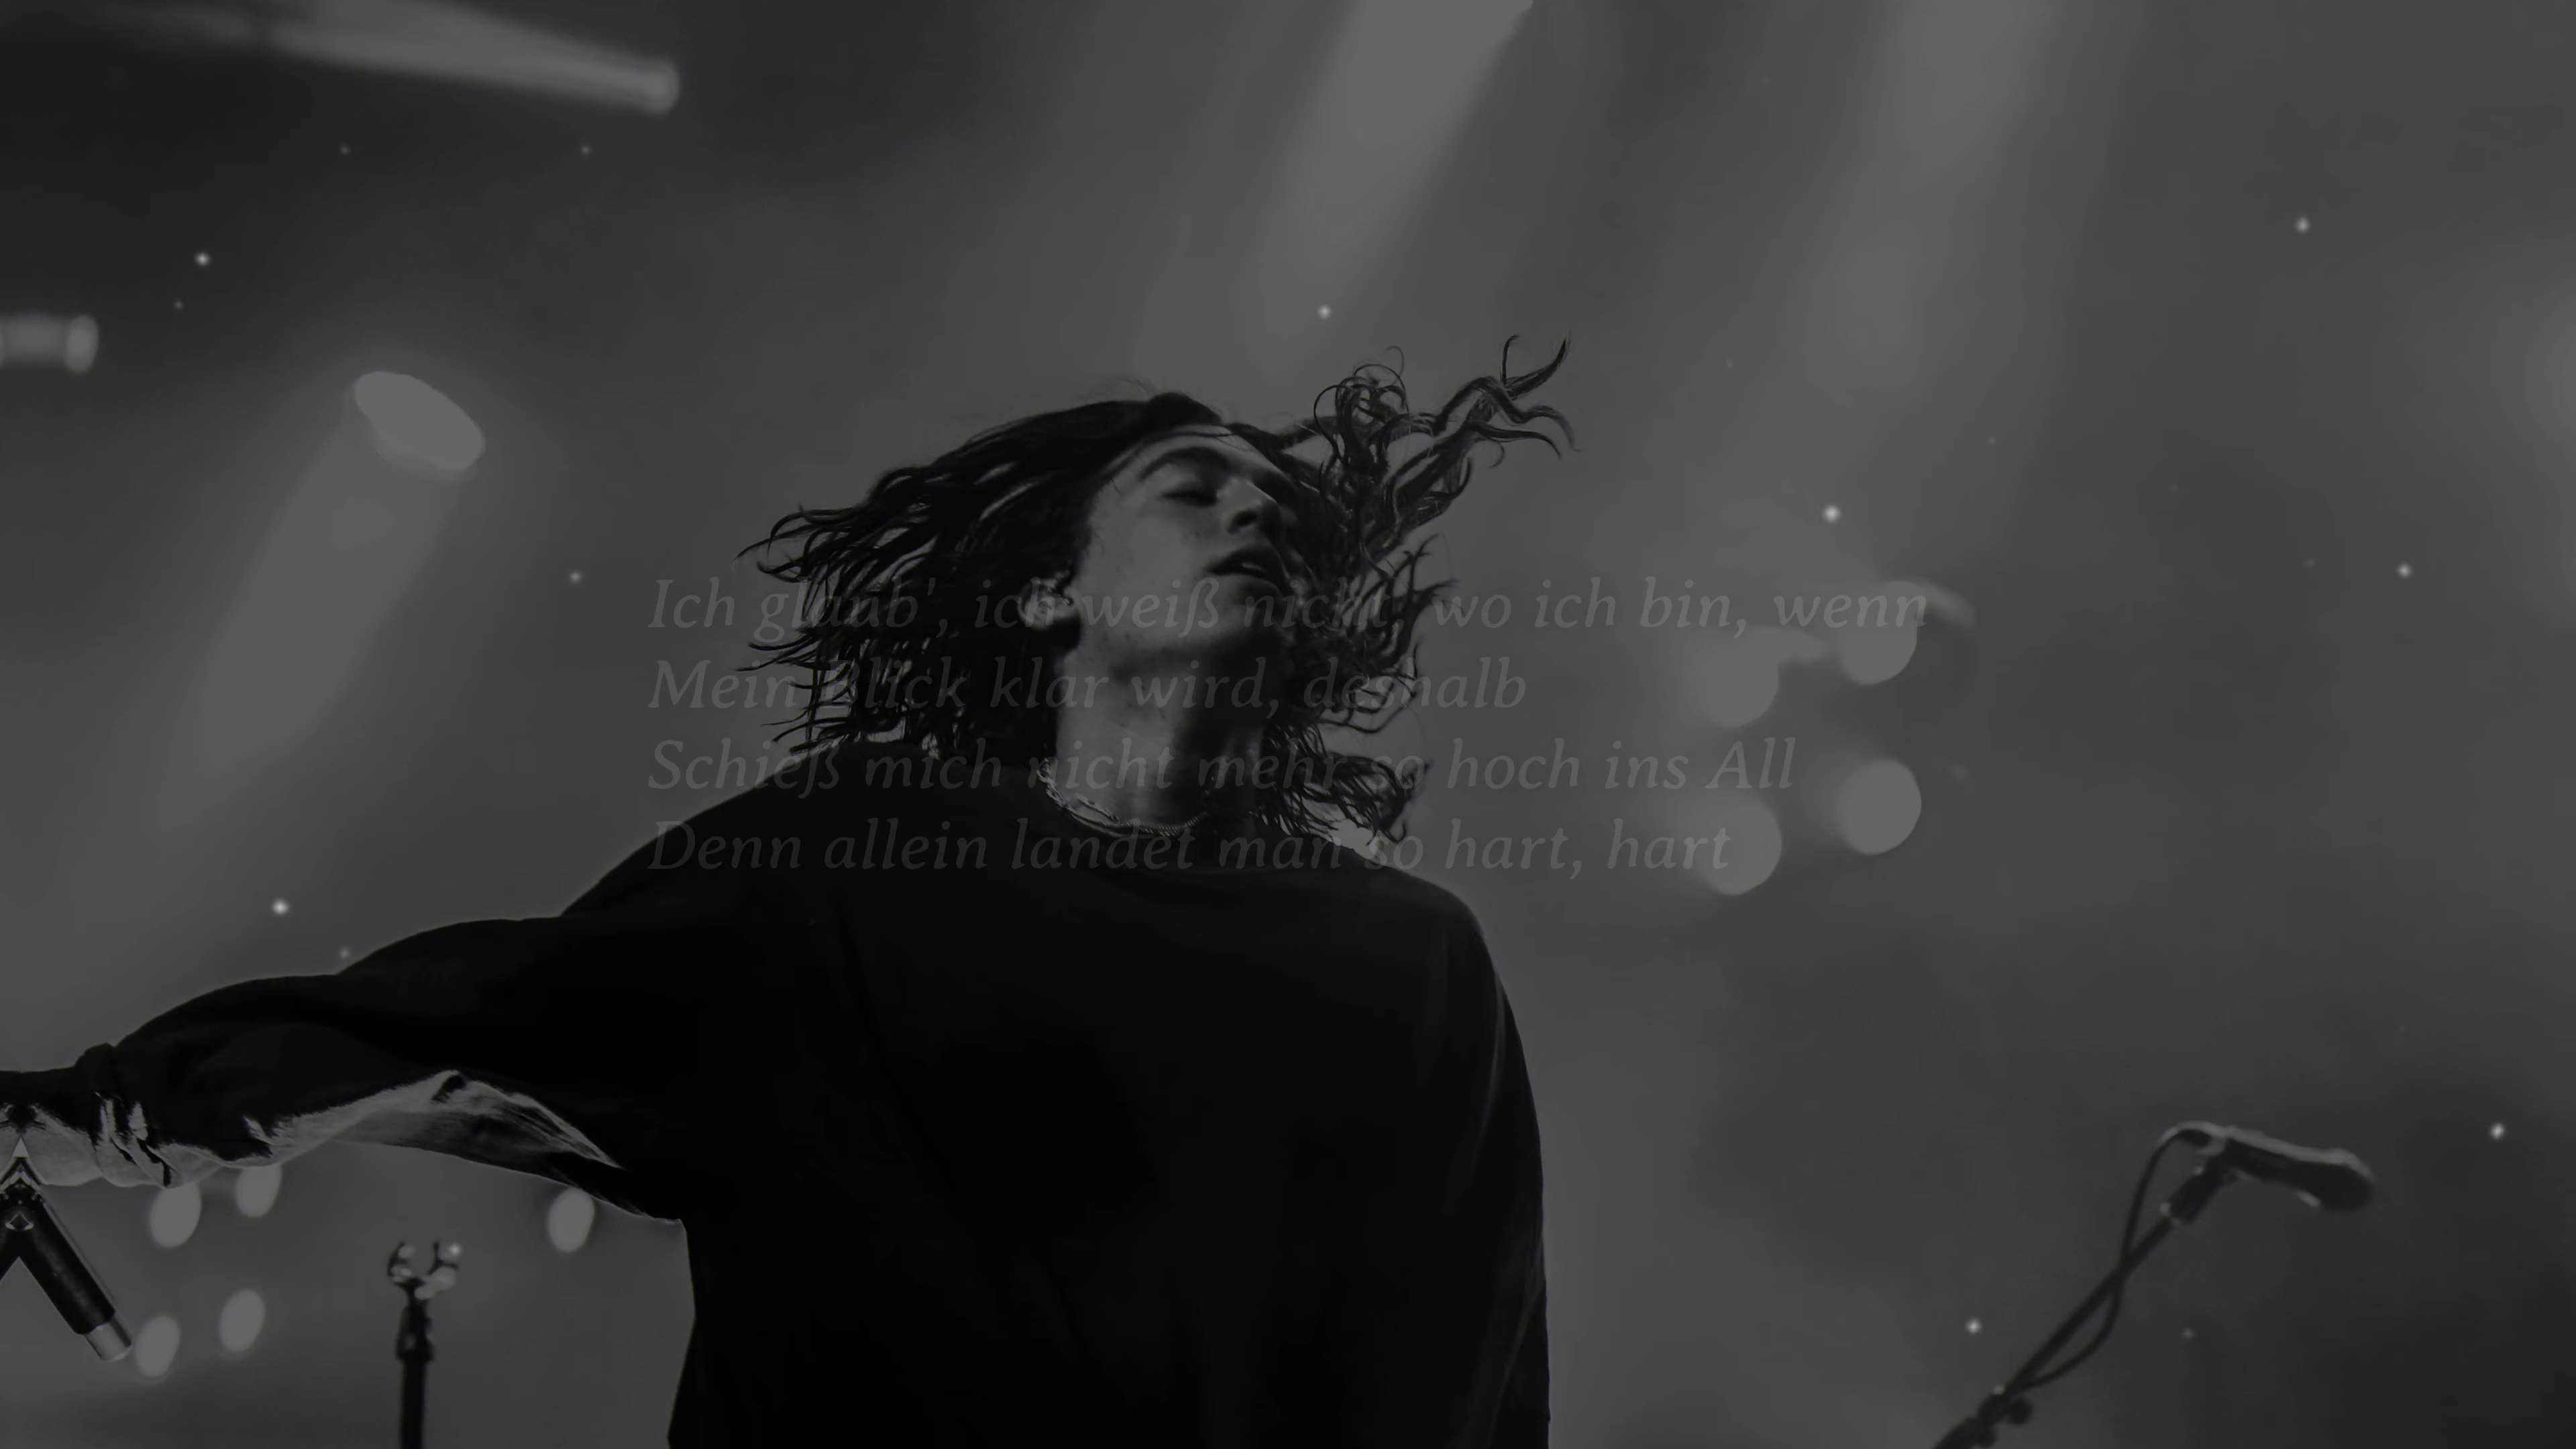 Ich glaub', ich weiß nicht, wo ich bin, wenn
Mein Blick klar wird, deshalb
Schieß mich nicht mehr so hoch ins All
Denn allein landet man so hart, hart